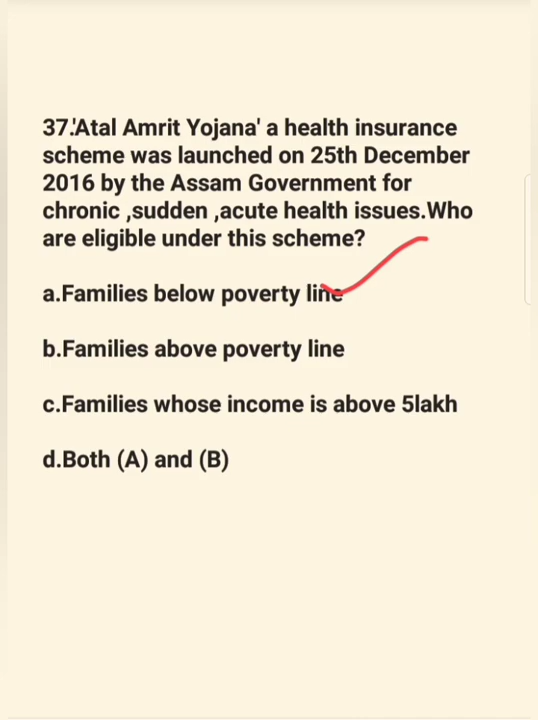 37.'Atal Amrit Yojana' a health insurance
scheme was launched on 25th December
2016 by the Assam Government for
chronic ,sudden ,acute health issues.Who
are eligible under this scheme?
a.Families below poverty line
b.Families above poverty line
c.Families whose income is above 5lakh
d.Both (A) and (B)